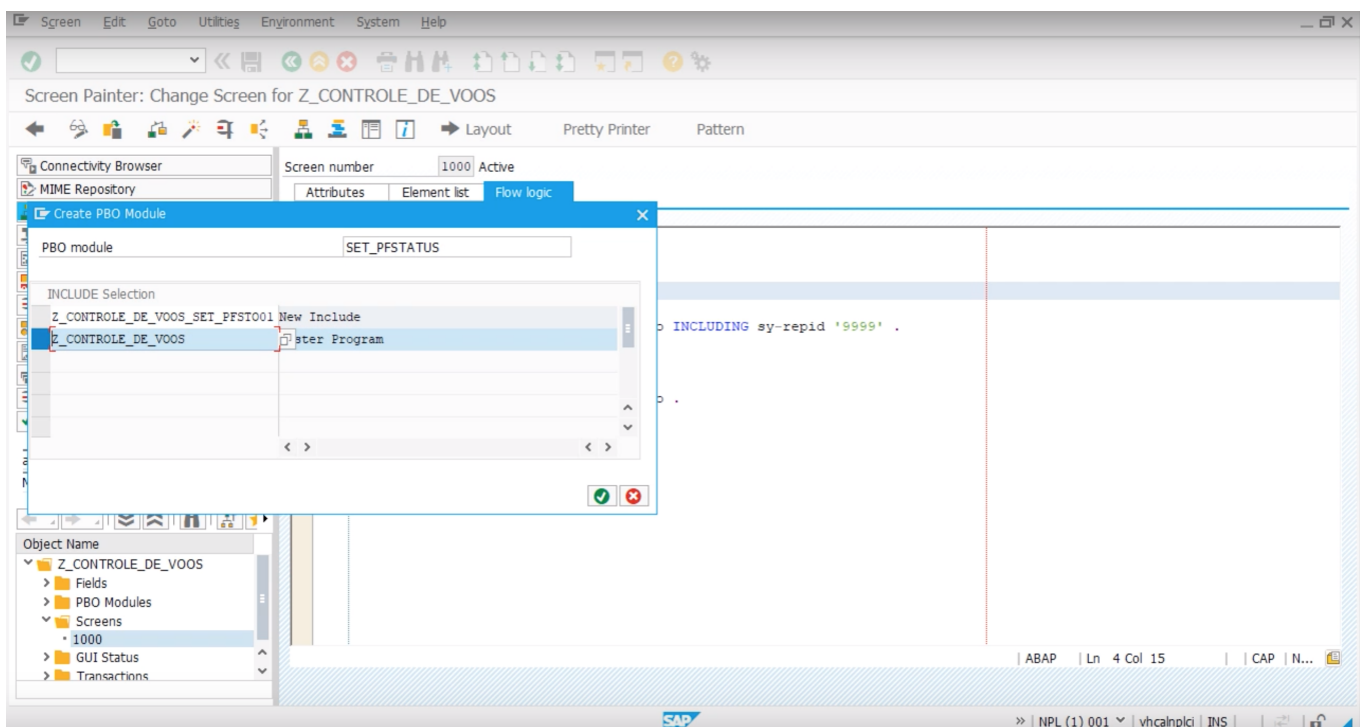 Screen Edit Goto Utilities Environment System Help
Screen Painter: Change Screen for Z_CONTROLE_DE_VOOS
Layout Pretty Printer Pattern
Connectivity Browser
MIME Repository
Screen number 1000 Active
Attributes Element list Flow logic
Create PBO Module
PBO module SET_PFSTATUS
INCLUDE Selection
Z_CONTROLE_DE_VOOS_SET_PFSTO01 New Include
Z_CONTROLE_DE_VOOS ster Program
INCLUDING sy-repid '9999' .
Object Name
Z_CONTROLE_DE_VOOS
Fields
PBO Modules
Screens
1000
GUI Status
Transactions
ABAP | Ln 4 Col 15 | CAP | N...
SAP
» | NPL (1) 001 | vhcalnplci | INS